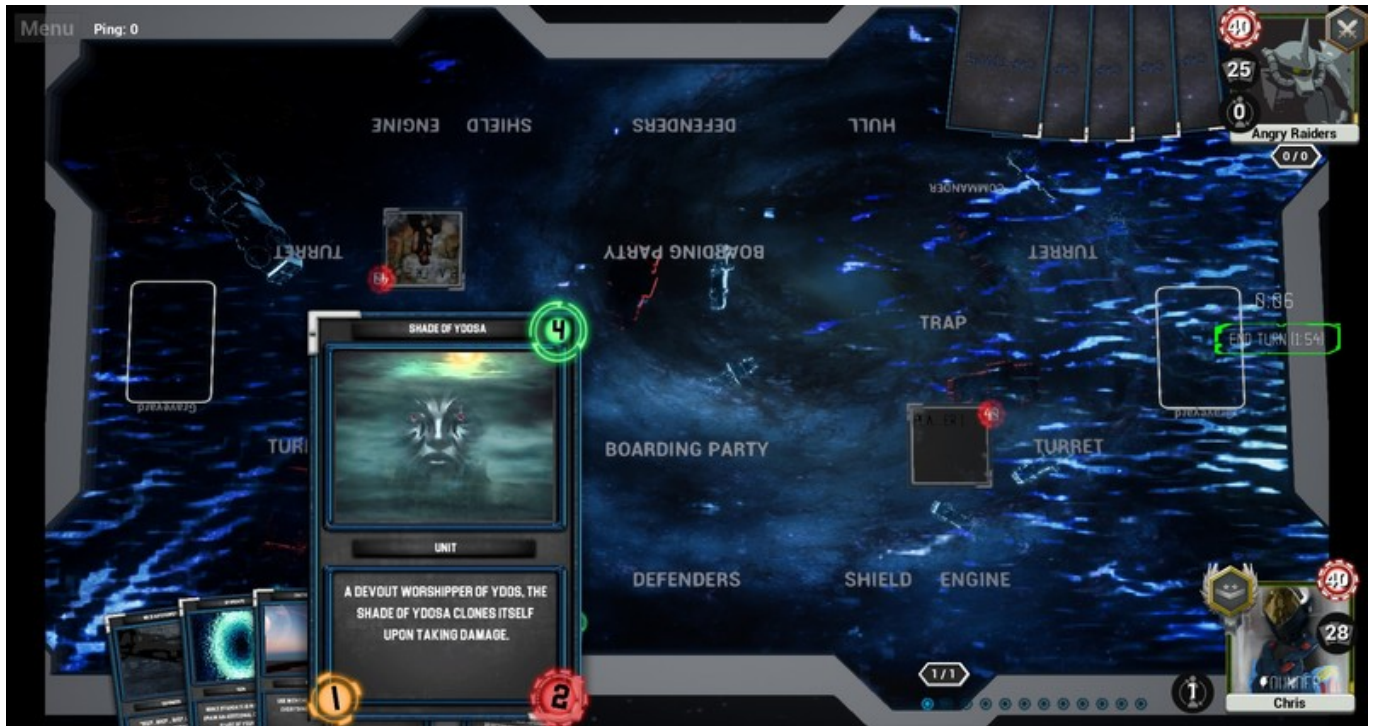 Menu
Ping: 0
40
25
0
Angry Raiders
0/0
ENGINE
SHIELD
DEFENDERS
HULL
COMMANDER
TURRET
BOARDING PARTY
TURRET
TRAP
0:06
END TURN (1:54)
Graveyard
Graveyard
SHADE OF YDOSA
4
UNIT
A DEVOUT WORSHIPPER OF YDOS, THE
SHADE OF YDOSA CLONES ITSELF
UPON TAKING DAMAGE.
1
2
BOARDING PARTY
TURRET
DEFENDERS
SHIELD
ENGINE
40
28
1/1
1
Chris